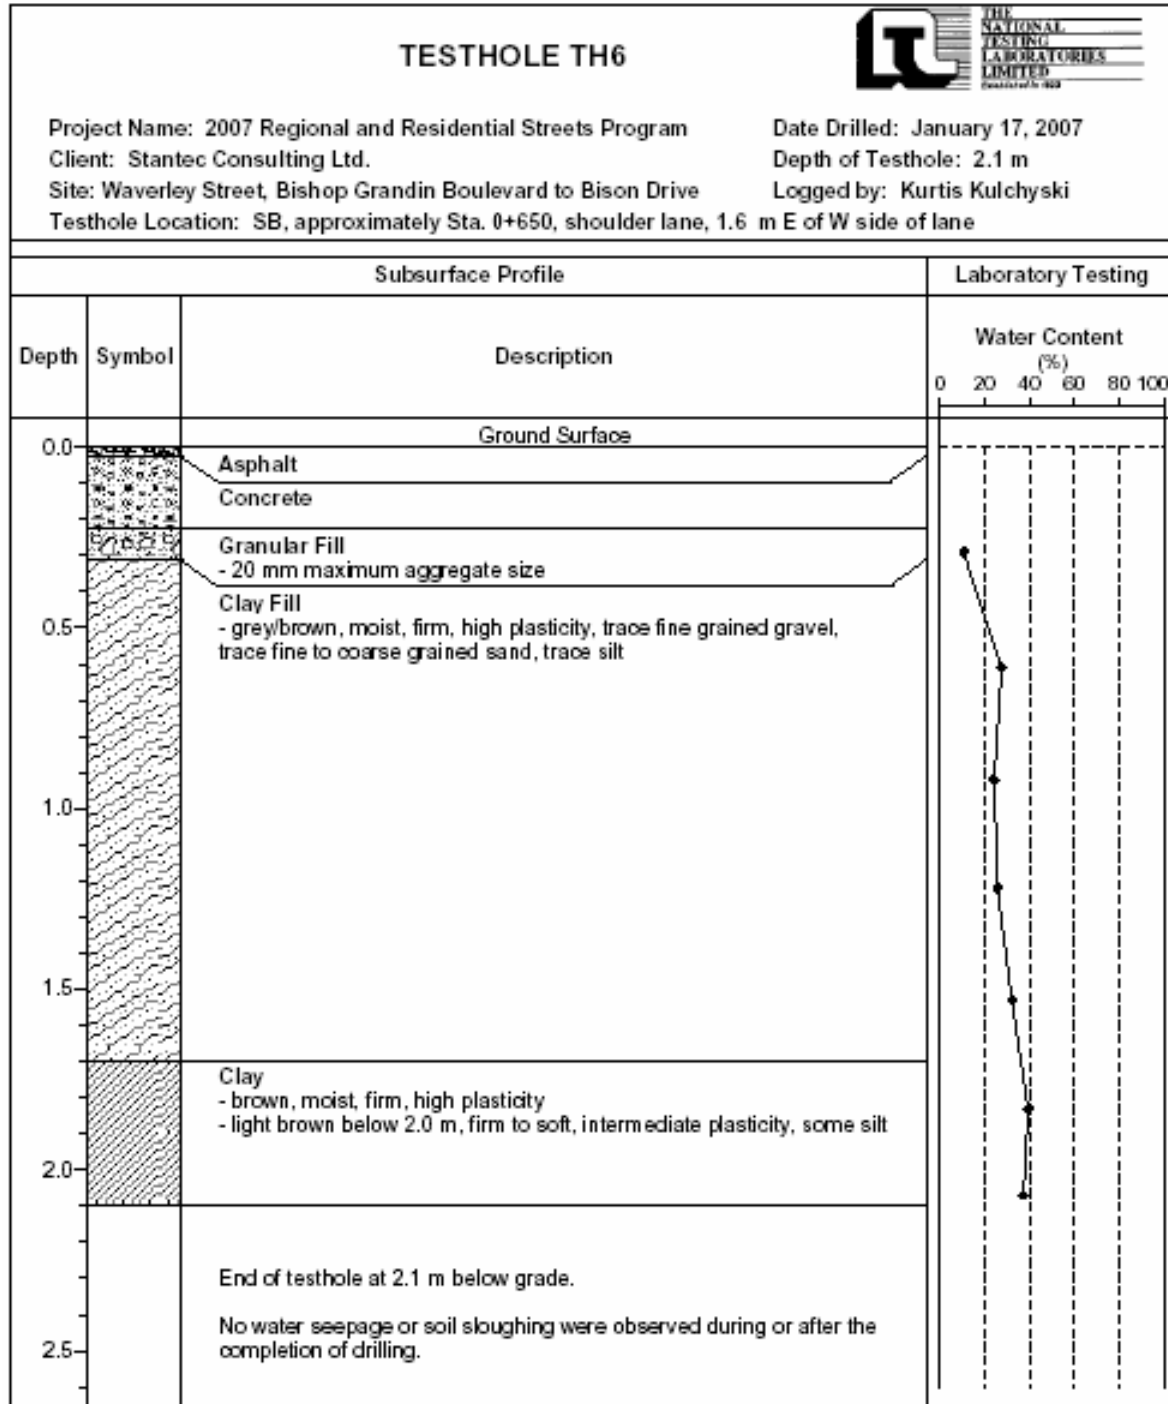 TESTHOLE TH6
THE
NATIONAL
TESTING
LABORATORIES
LIMITED
Project Name: 2007 Regional and Residential Streets Program
Date Drilled: January 17, 2007
Client: Stantec Consulting Ltd.
Depth of Testhole: 2.1 m
Site: Waverley Street, Bishop Grandin Boulevard to Bison Drive
Logged by: Kurtis Kulchyski
Testhole Location: SB, approximately Sta. 0+650, shoulder lane, 1.6 m E of W side of lane
Subsurface Profile
Laboratory Testing
Depth
Symbol
Description
Water Content
(%)
0 20 40 60 80 100
Ground Surface
0.0
Asphalt
Concrete
Granular Fill
- 20 mm maximum aggregate size
Clay Fill
0.5
- grey/brown, moist, firm, high plasticity, trace fine grained gravel,
trace fine to coarse grained sand, trace silt
1.0
1.5
Clay
- brown, moist, firm, high plasticity
- light brown below 2.0 m, firm to soft, intermediate plasticity, some silt
2.0
End of testhole at 2.1 m below grade.
No water seepage or soil sloughing were observed during or after the
2.5
completion of drilling.